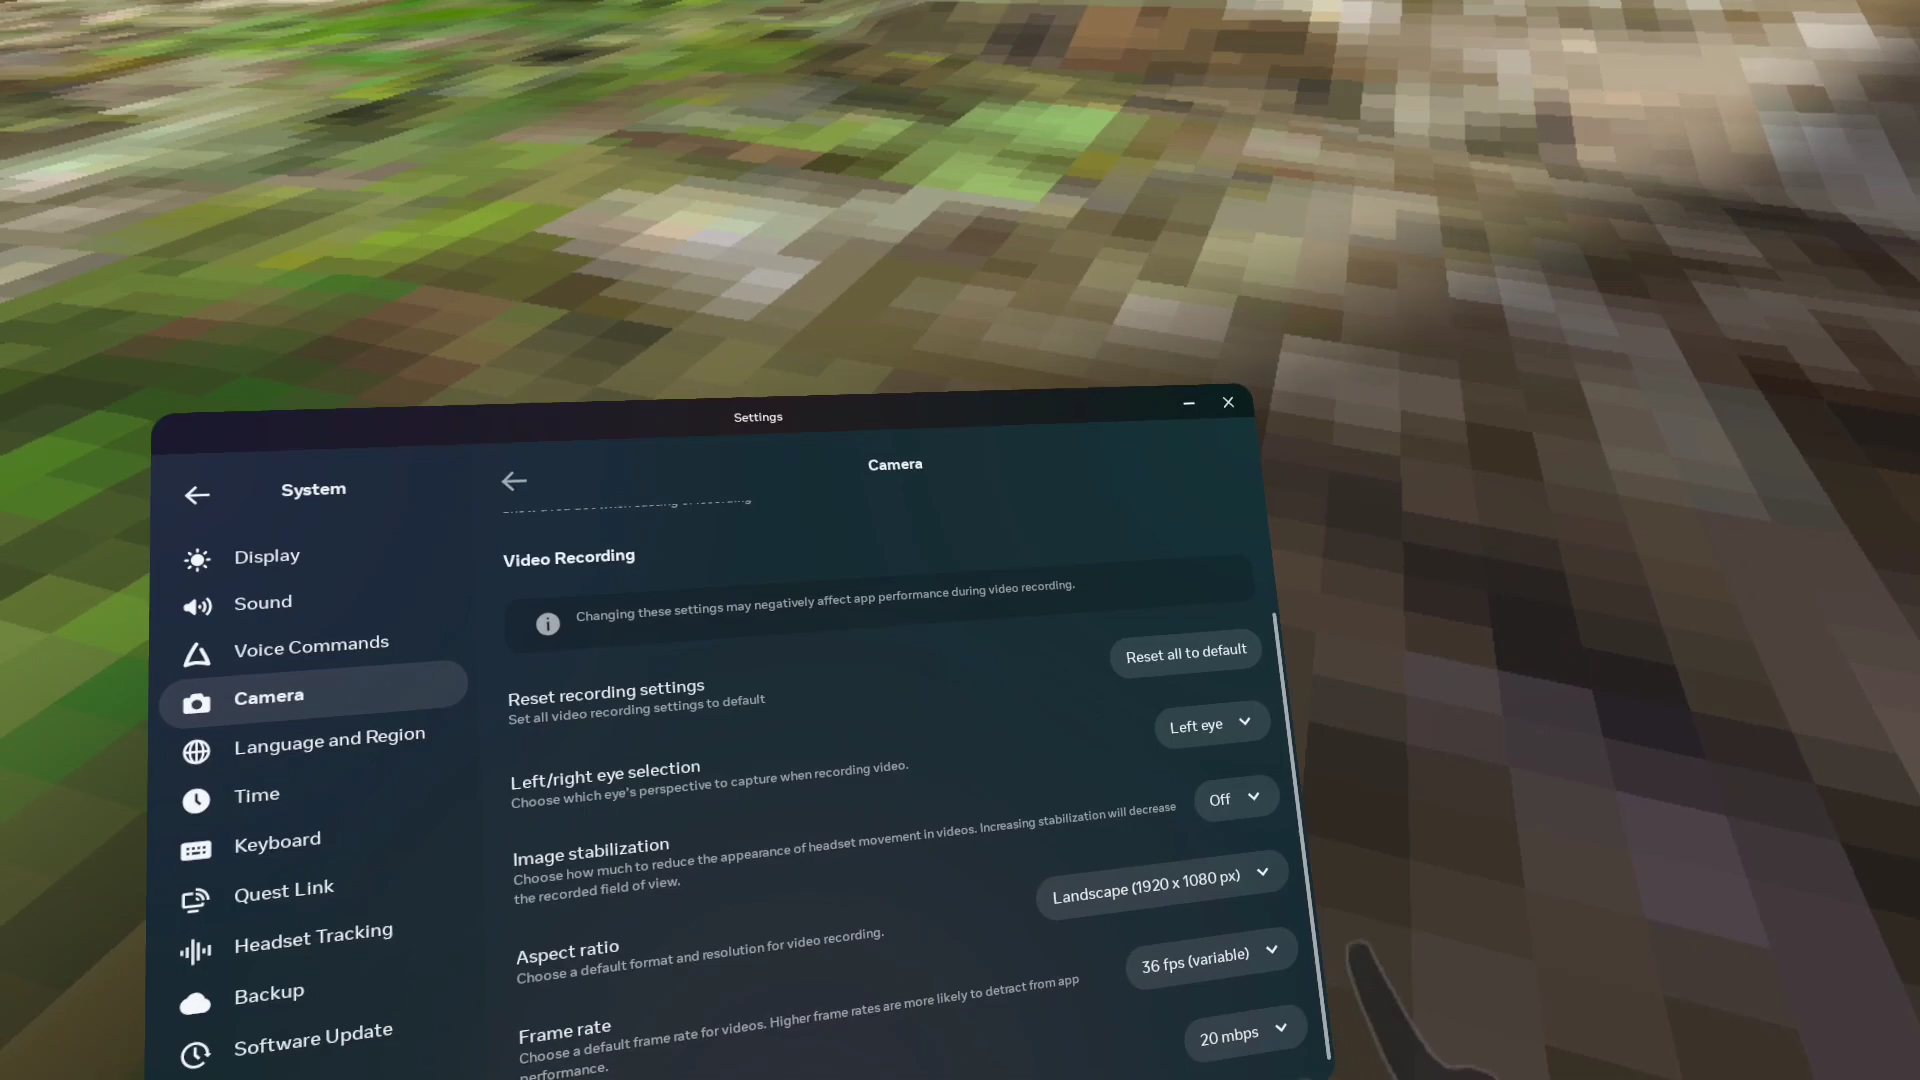 Settings
System
Display
Sound
Voice Commands
Camera
Language and Region
Time
Keyboard
Quest Link
Headset Tracking
Backup
Software Update
Camera
Video Recording
Changing these settings may negatively affect app performance during video recording.
Reset recording settings
Set all video recording settings to default
Reset all to default
Left/right eye selection
Choose which eye's perspective to capture when recording video.
Left eye
Image stabilization
Choose how much to reduce the appearance of headset movement in videos. Increasing stabilization will decrease
the recorded field of view.
Off
Aspect ratio
Choose a default format and resolution for video recording.
Landscape (1920 x 1080 px)
Frame rate
Choose a default frame rate for videos. Higher frame rates are more likely to detract from app
performance.
36 fps (variable)
20 mbps